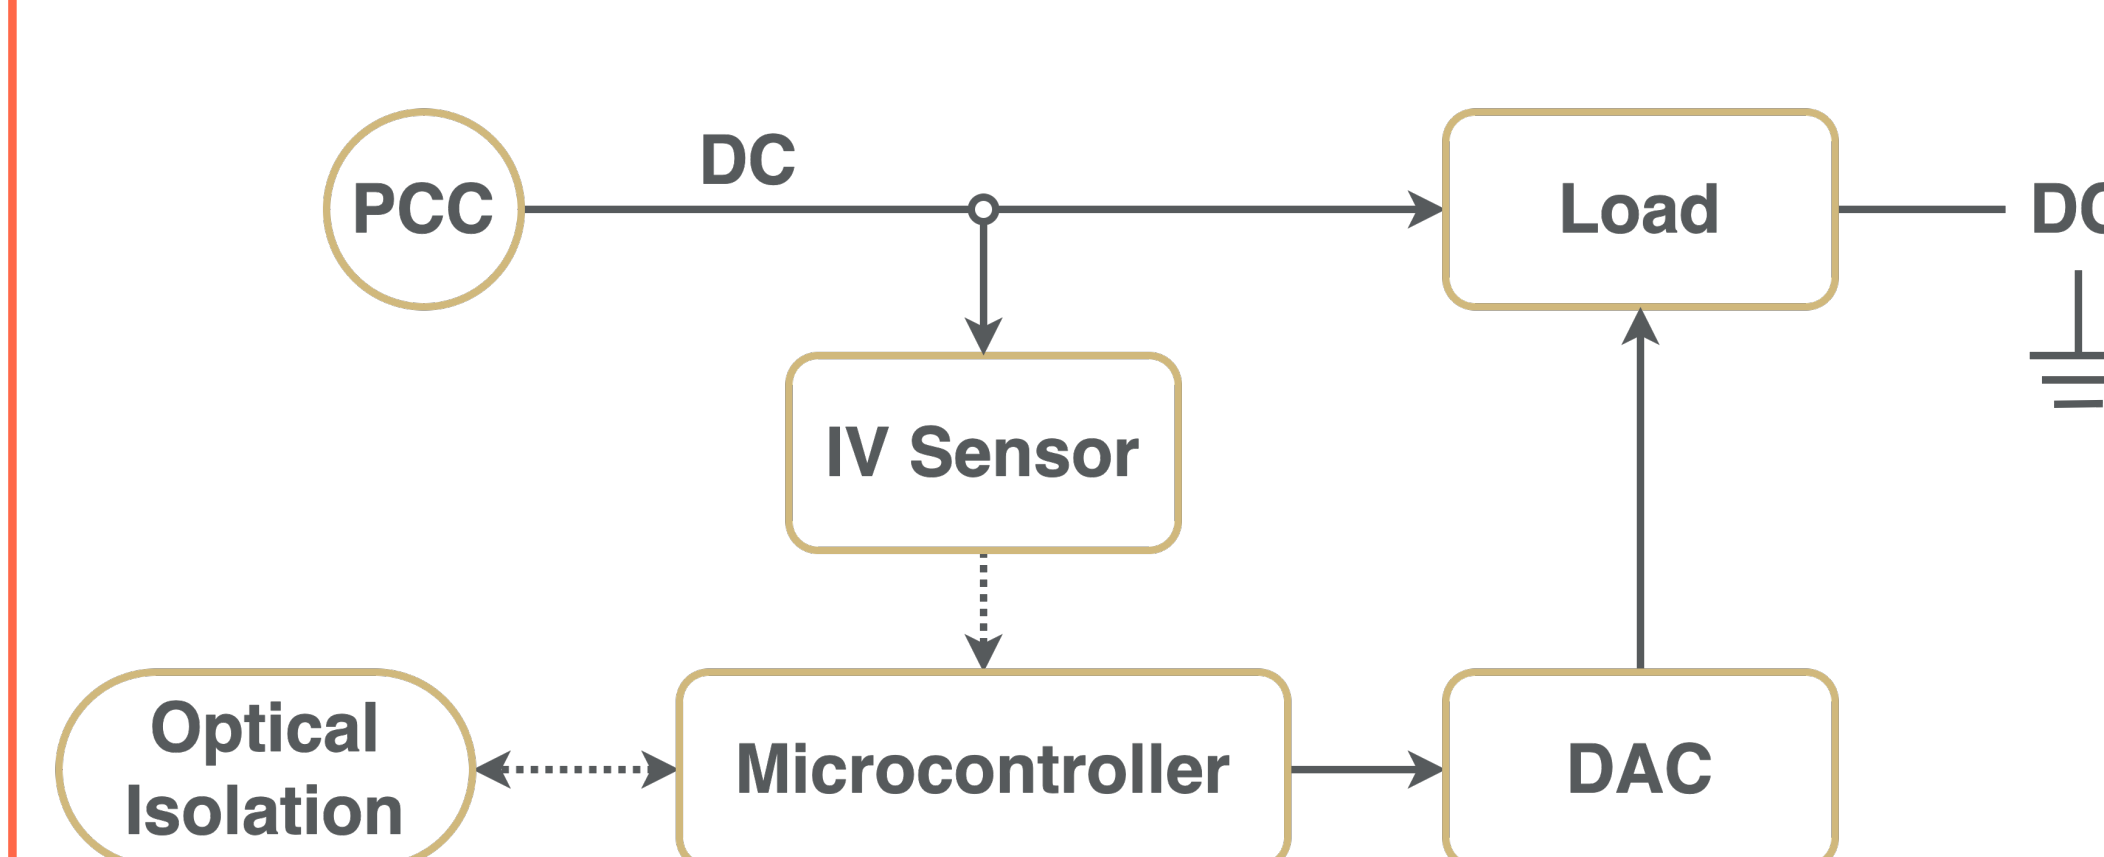 DC
PCC
Load
IV Sensor
Optical
Isolation
Microcontroller
DAC